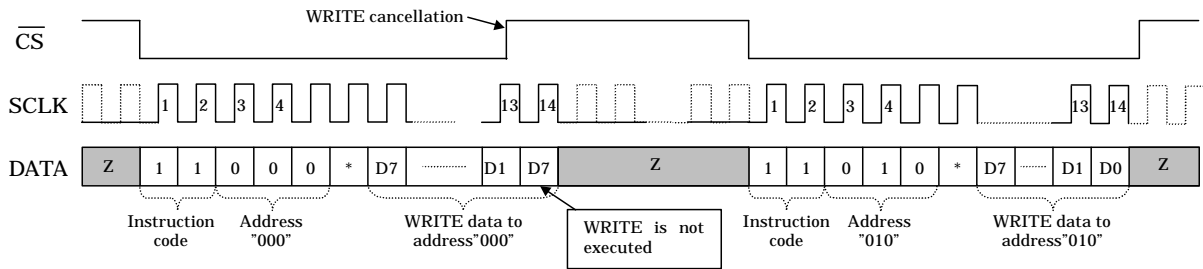 WRITE cancellation
CS
SCLK 1 2 3 4 13 14 1 2 3 4 13 14
DATA Z 1 1 0 0 0 * D7 D1 D7 Z 1 1 0 1 0 * D7 D1 D0 Z
Instruction code
Address "000"
WRITE data to address"000"
WRITE is not executed
Instruction code
Address "010"
WRITE data to address"010"